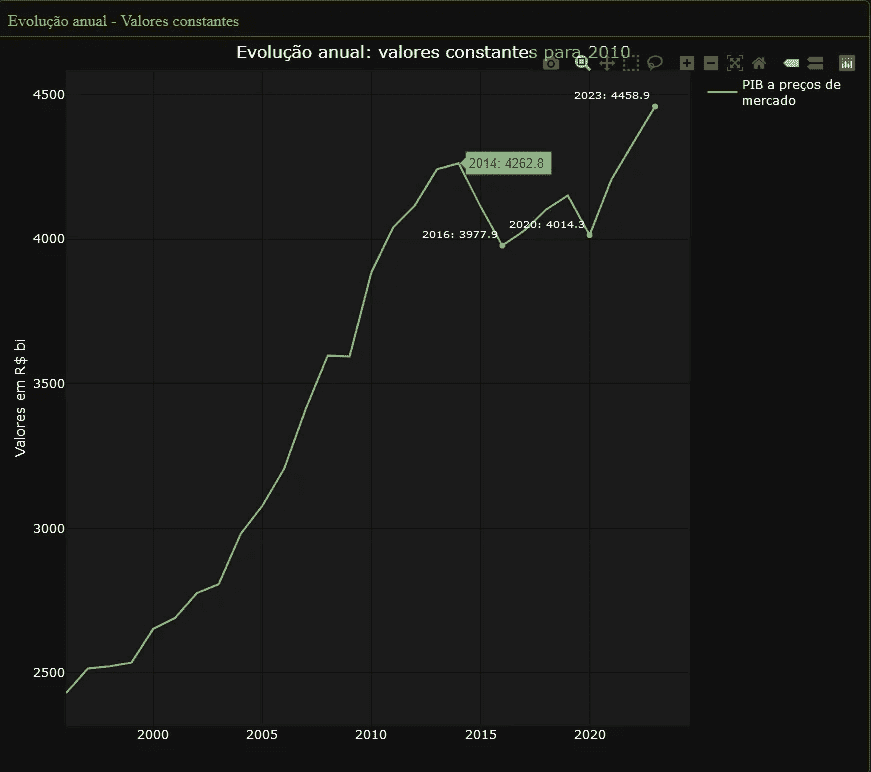 Evolução anual - Valores constantes
Evolução anual: valores constantes para 2010
PIB a preços de
mercado
4500
2023: 4458.9
2014: 4262.8
4000
2016: 3977.9
2020: 4014.3
Valores em R$ bi
3500
3000
2500
2000
2005
2010
2015
2020